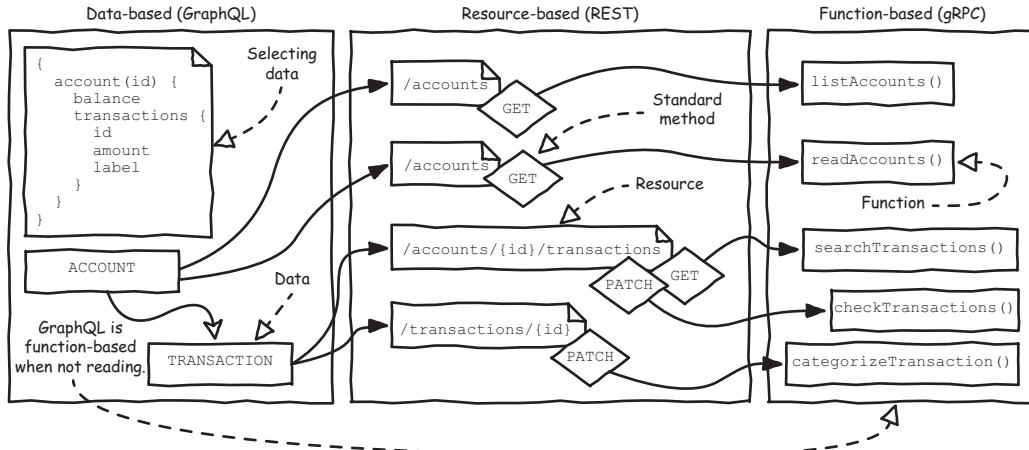 Data-based (GraphQL)
{
account(id) {
balance
transactions {
id
amount
label
}
}
}
Selecting
data
ACCOUNT
Data
GraphQL is
function-based
when not reading.
TRANSACTION
Resource-based (REST)
/accounts
GET
Standard
method
/accounts
GET
Resource
/accounts/{id}/transactions
PATCH
GET
/transactions/{id}
PATCH
Function-based (gRPC)
listAccounts()
readAccounts()
Function
searchTransactions()
checkTransactions()
categorizeTransaction()